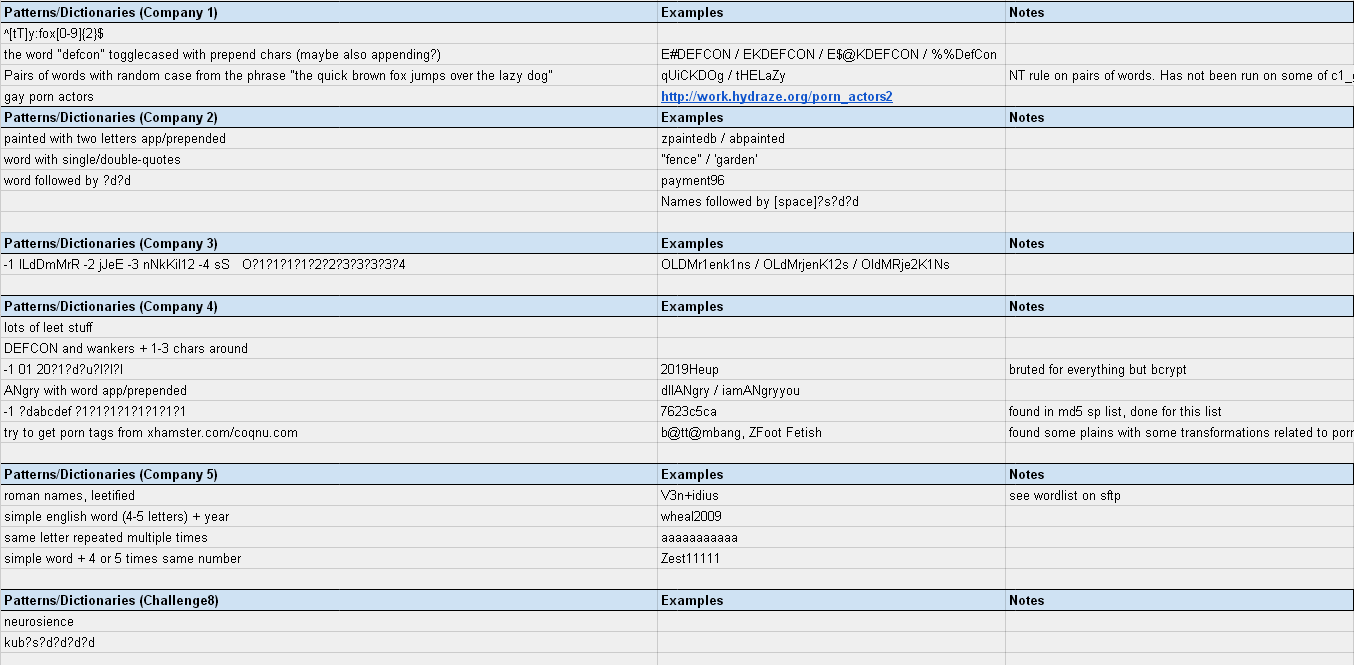 Patterns/Dictionaries (Company 1) Examples Notes
^[tT]y:fox[0-9]{2}$
the word "defcon" togglecased with prepend chars (maybe also appending?) E#DEFCON / EKDEFCON / E$@KDEFCON / %%DefCon
Pairs of words with random case from the phrase "the quick brown fox jumps over the lazy dog" qUiCKDOg / tHELaZy NT rule on pairs of words. Has not been run on some of c1_
gay porn actors http://work.hydraze.org/porn_actors2
Patterns/Dictionaries (Company 2) Examples Notes
painted with two letters app/prepended zpaintedb / abpainted
word with single/double-quotes "fence" / 'garden'
word followed by ?d?d payment96
Names followed by [space]?s?d?d
Patterns/Dictionaries (Company 3) Examples Notes
-1 lLdDmMrR -2 jJeE -3 nNkKiI12 -4 sS O?1?1?1?1?2?2?3?3?3?3?4 OLDMr1enk1ns / OLdMrjenK12s / OldMRje2K1Ns
Patterns/Dictionaries (Company 4) Examples Notes
lots of leet stuff
DEFCON and wankers + 1-3 chars around
-1 01 20?1?d?u?l?l?l 2019Heup bruted for everything but bcrypt
ANgry with word app/prepended dllANgry / iamANgryyou
-1 ?dabcdef ?1?1?1?1?1?1?1?1 7623c5ca found in md5 sp list, done for this list
try to get porn tags from xhamster.com/coqnu.com b@tt@mbang, ZFoot Fetish found some plains with some transformations related to porr
Patterns/Dictionaries (Company 5) Examples Notes
roman names, leetified V3n+idius see wordlist on sftp
simple english word (4-5 letters) + year wheal2009
same letter repeated multiple times aaaaaaaaaaa
simple word + 4 or 5 times same number Zest11111
Patterns/Dictionaries (Challenge8) Examples Notes
neurosience
kub?s?d?d?d?d